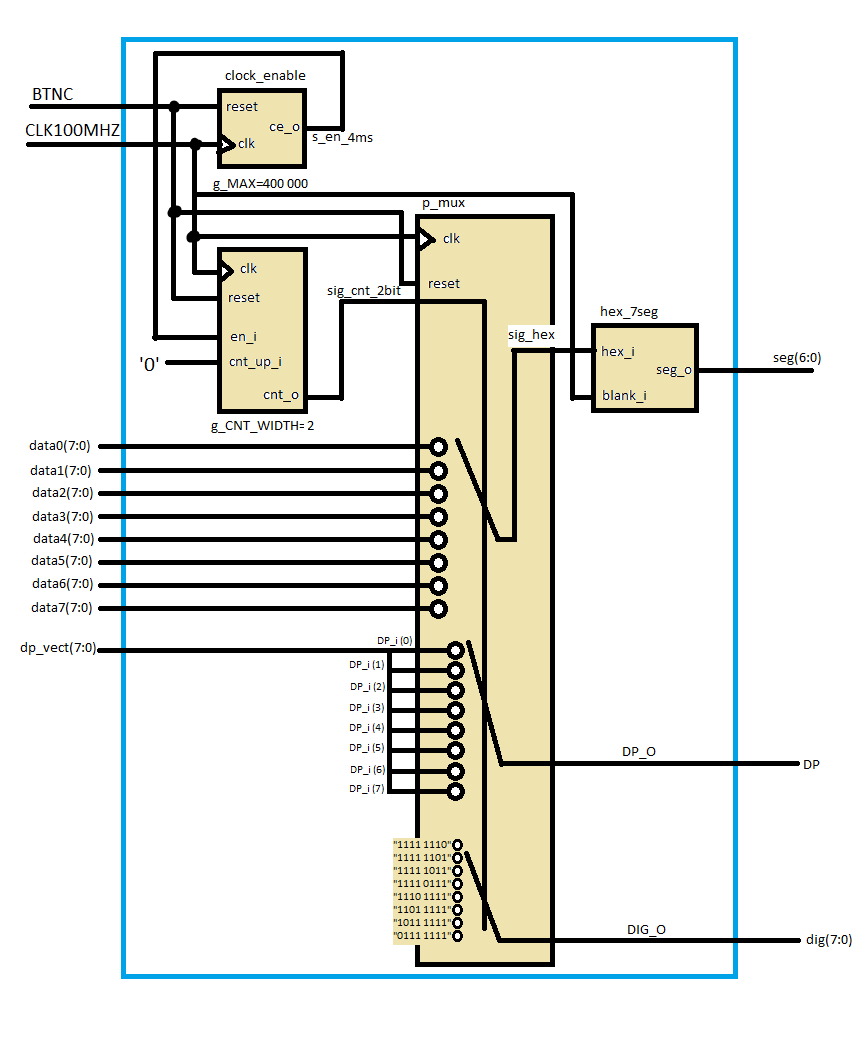 clock_enable
BTNC
reset
ce_o
CLK100MHZ
clk
s_en_4ms
g_MAX=400 000
p_mux
clk
clk
reset
reset
sig_cnt_2bit
hex_7seg
en_i
sig_hex
hex_i
seg(6:0)
'0'
cnt_up_i
seg_o
cnt_o
blank_i
g_CNT_WIDTH= 2
data0(7:0)
data1(7:0)
data2(7:0)
data3(7:0)
data4(7:0)
data5(7:0)
data6(7:0)
data7(7:0)
dp_vect(7:0)
DP_i (0)
DP_i (1)
DP_i (2)
DP_i (3)
DP_i (4)
DP_i (5)
DP_i (6)
DP_i (7)
DP_O
DP
"1111 1110"
"1111 1101"
"1111 1011"
"1111 0111"
"1110 1111"
"1101 1111"
"1011 1111"
"0111 1111"
DIG_O
dig(7:0)